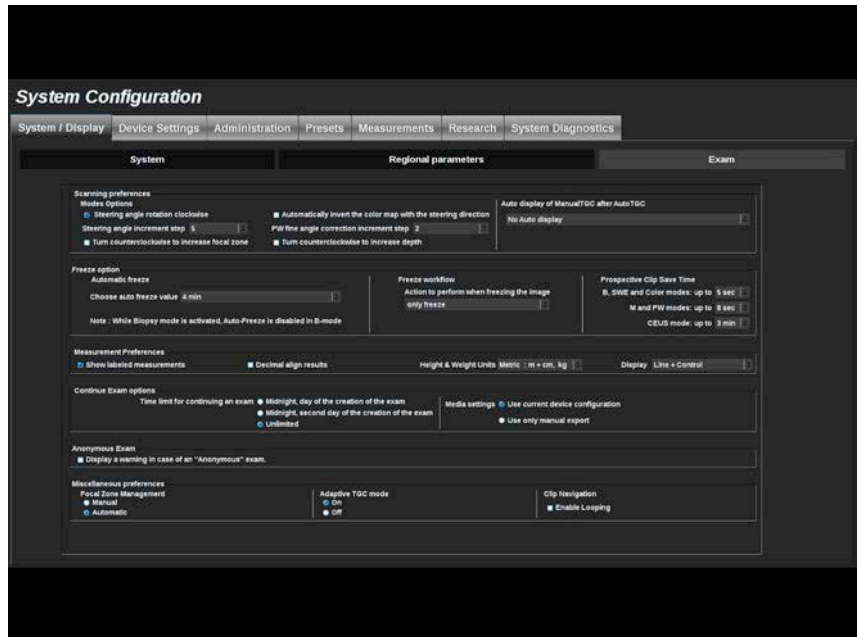 System Configuration
System / Display Device Settings Administration Presets Measurements Research System Diagnostics
System Regional parameters Exam
Scanning preferences
Modes Options
Steering angle rotation clockwise
Automatically invert the color map with the steering direction
Steering angle increment step 5
PW fine angle correction increment step 2
Turn counterclockwise to increase focal zone
Turn counterclockwise to increase depth
Auto display of ManualTGC after AutoTGC
No Auto display
Freeze option
Automatic freeze
Choose auto freeze value 4 min
Note : While Biopsy mode is activated, Auto-Freeze is disabled in B-mode
Freeze workflow
Action to perform when freezing the image
only freeze
Prospective Clip Save Time
B, SWE and Color modes: up to 5 sec
M and PW modes: up to 8 sec
CEUS mode: up to 3 min
Measurement Preferences
Show labeled measurements
Decimal align results
Height & Weight Units Metric : m + cm, kg
Display Line + Control
Continue Exam options
Time limit for continuing an exam
Midnight, day of the creation of the exam
Midnight, second day of the creation of the exam
Unlimited
Media settings
Use current device configuration
Use only manual export
Anonymous Exam
Display a warning in case of an "Anonymous" exam.
Miscellaneous preferences
Focal Zone Management
Manual
Automatic
Adaptive TGC mode
On
Off
Clip Navigation
Enable Looping